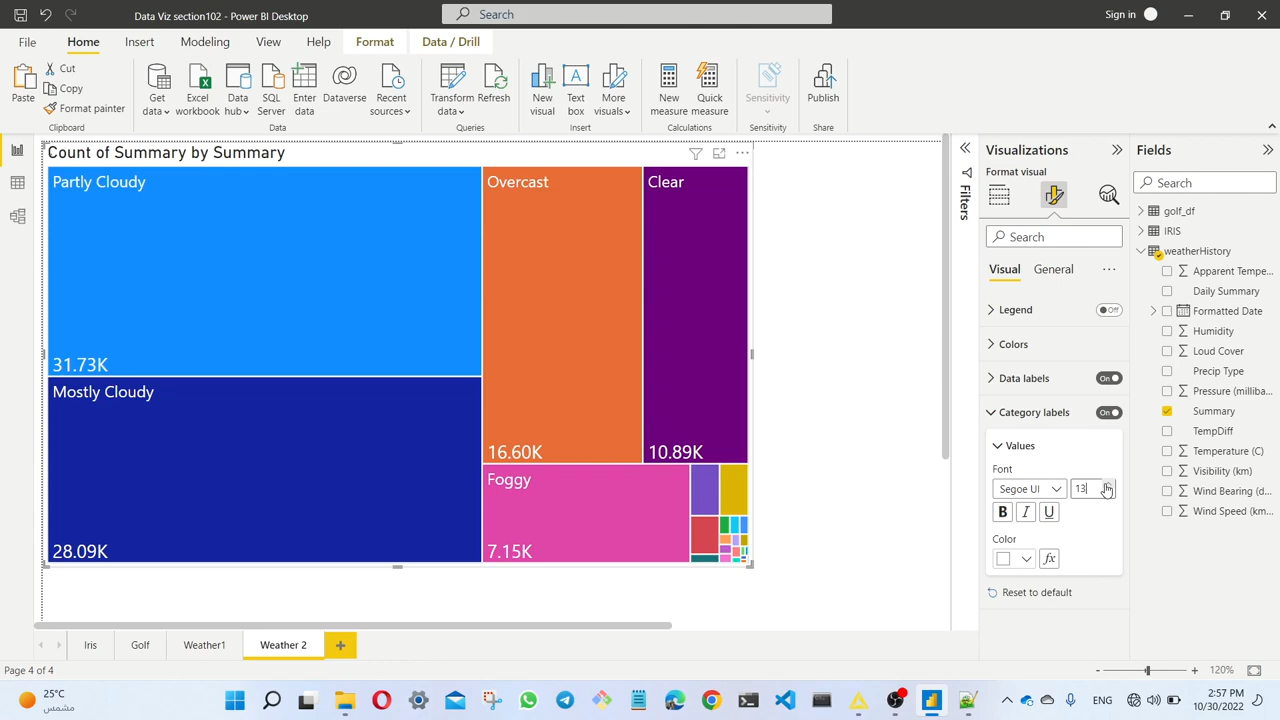 Data Viz section102 - Power BI Desktop
Search
Sign in
File
Home
Insert
Modeling
View
Help
Format
Data / Drill
Paste
Cut
Copy
Format painter
Clipboard
Get data
Excel workbook
Data hub
SQL Server
Enter data
Dataverse
Recent sources
Data
Transform data
Refresh
Queries
New visual
Text box
More visuals
Insert
New measure
Quick measure
Calculations
Sensitivity
Sensitivity
Publish
Share
Count of Summary by Summary
Partly Cloudy
31.73K
Mostly Cloudy
28.09K
Overcast
16.60K
Clear
10.89K
Foggy
7.15K
Filters
Visualizations
Format visual
Search
Visual
General
Legend
Off
Colors
Data labels
On
Category labels
On
Values
Font
Segoe UI
13
B
I
U
Color
fx
Reset to default
Fields
Search
golf_df
IRIS
weatherHistory
Apparent Tempe...
Daily Summary
Formatted Date
Humidity
Loud Cover
Precip Type
Pressure (milliba...
Summary
TempDiff
Temperature (C)
Visibility (km)
Wind Bearing (d...
Wind Speed (km...
Iris
Golf
Weather1
Weather 2
Page 4 of 4
120%
25°C
مشمس
ENG
2:57 PM
10/30/2022